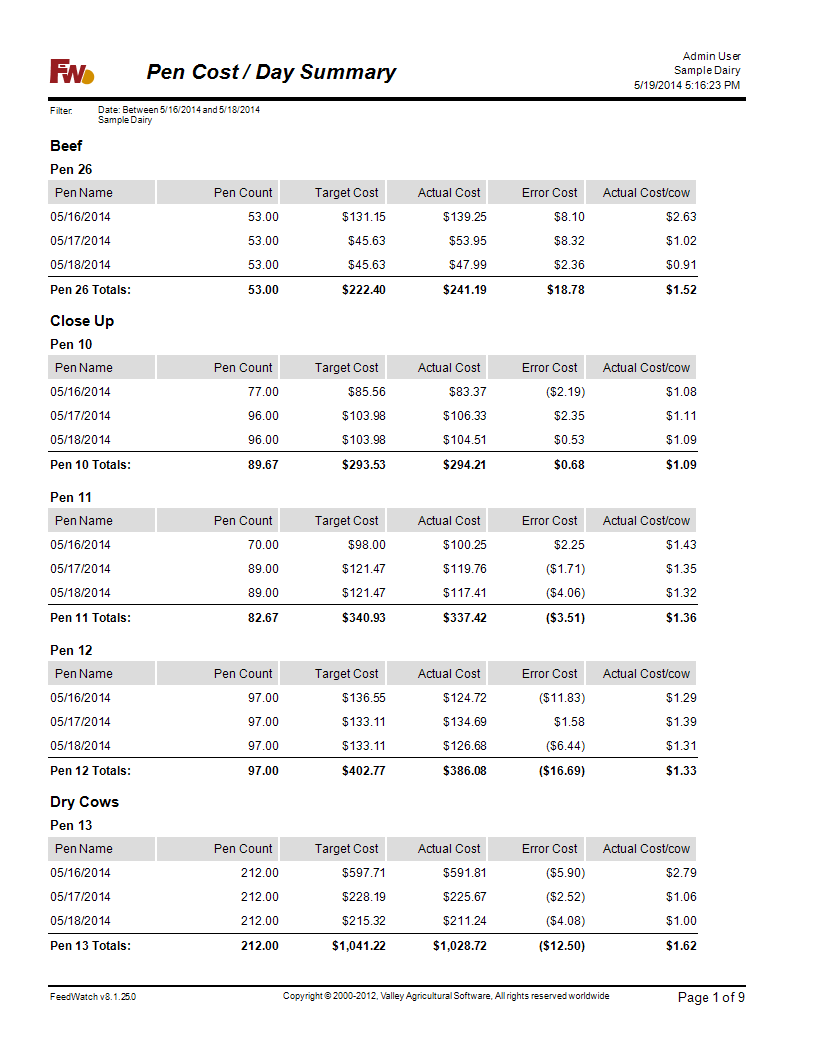 FW
Pen Cost / Day Summary
Admin User
Sample Dairy
5/19/2014 5:16:23 PM
Filter: Date: Between 5/16/2014 and 5/18/2014
Sample Dairy
Beef
Pen 26
Pen Name Pen Count Target Cost Actual Cost Error Cost Actual Cost/cow
05/16/2014 53.00 $131.15 $139.25 $8.10 $2.63
05/17/2014 53.00 $45.63 $53.95 $8.32 $1.02
05/18/2014 53.00 $45.63 $47.99 $2.36 $0.91
Pen 26 Totals: 53.00 $222.40 $241.19 $18.78 $1.52
Close Up
Pen 10
Pen Name Pen Count Target Cost Actual Cost Error Cost Actual Cost/cow
05/16/2014 77.00 $85.56 $83.37 ($2.19) $1.08
05/17/2014 96.00 $103.98 $106.33 $2.35 $1.11
05/18/2014 96.00 $103.98 $104.51 $0.53 $1.09
Pen 10 Totals: 89.67 $293.53 $294.21 $0.68 $1.09
Pen 11
Pen Name Pen Count Target Cost Actual Cost Error Cost Actual Cost/cow
05/16/2014 70.00 $98.00 $100.25 $2.25 $1.43
05/17/2014 89.00 $121.47 $119.76 ($1.71) $1.35
05/18/2014 89.00 $121.47 $117.41 ($4.06) $1.32
Pen 11 Totals: 82.67 $340.93 $337.42 ($3.51) $1.36
Pen 12
Pen Name Pen Count Target Cost Actual Cost Error Cost Actual Cost/cow
05/16/2014 97.00 $136.55 $124.72 ($11.83) $1.29
05/17/2014 97.00 $133.11 $134.69 $1.58 $1.39
05/18/2014 97.00 $133.11 $126.68 ($6.44) $1.31
Pen 12 Totals: 97.00 $402.77 $386.08 ($16.69) $1.33
Dry Cows
Pen 13
Pen Name Pen Count Target Cost Actual Cost Error Cost Actual Cost/cow
05/16/2014 212.00 $597.71 $591.81 ($5.90) $2.79
05/17/2014 212.00 $228.19 $225.67 ($2.52) $1.06
05/18/2014 212.00 $215.32 $211.24 ($4.08) $1.00
Pen 13 Totals: 212.00 $1,041.22 $1,028.72 ($12.50) $1.62
FeedWatch v8.1.25.0 Copyright © 2000-2012, Valley Agricultural Software, All rights reserved worldwide Page 1 of 9